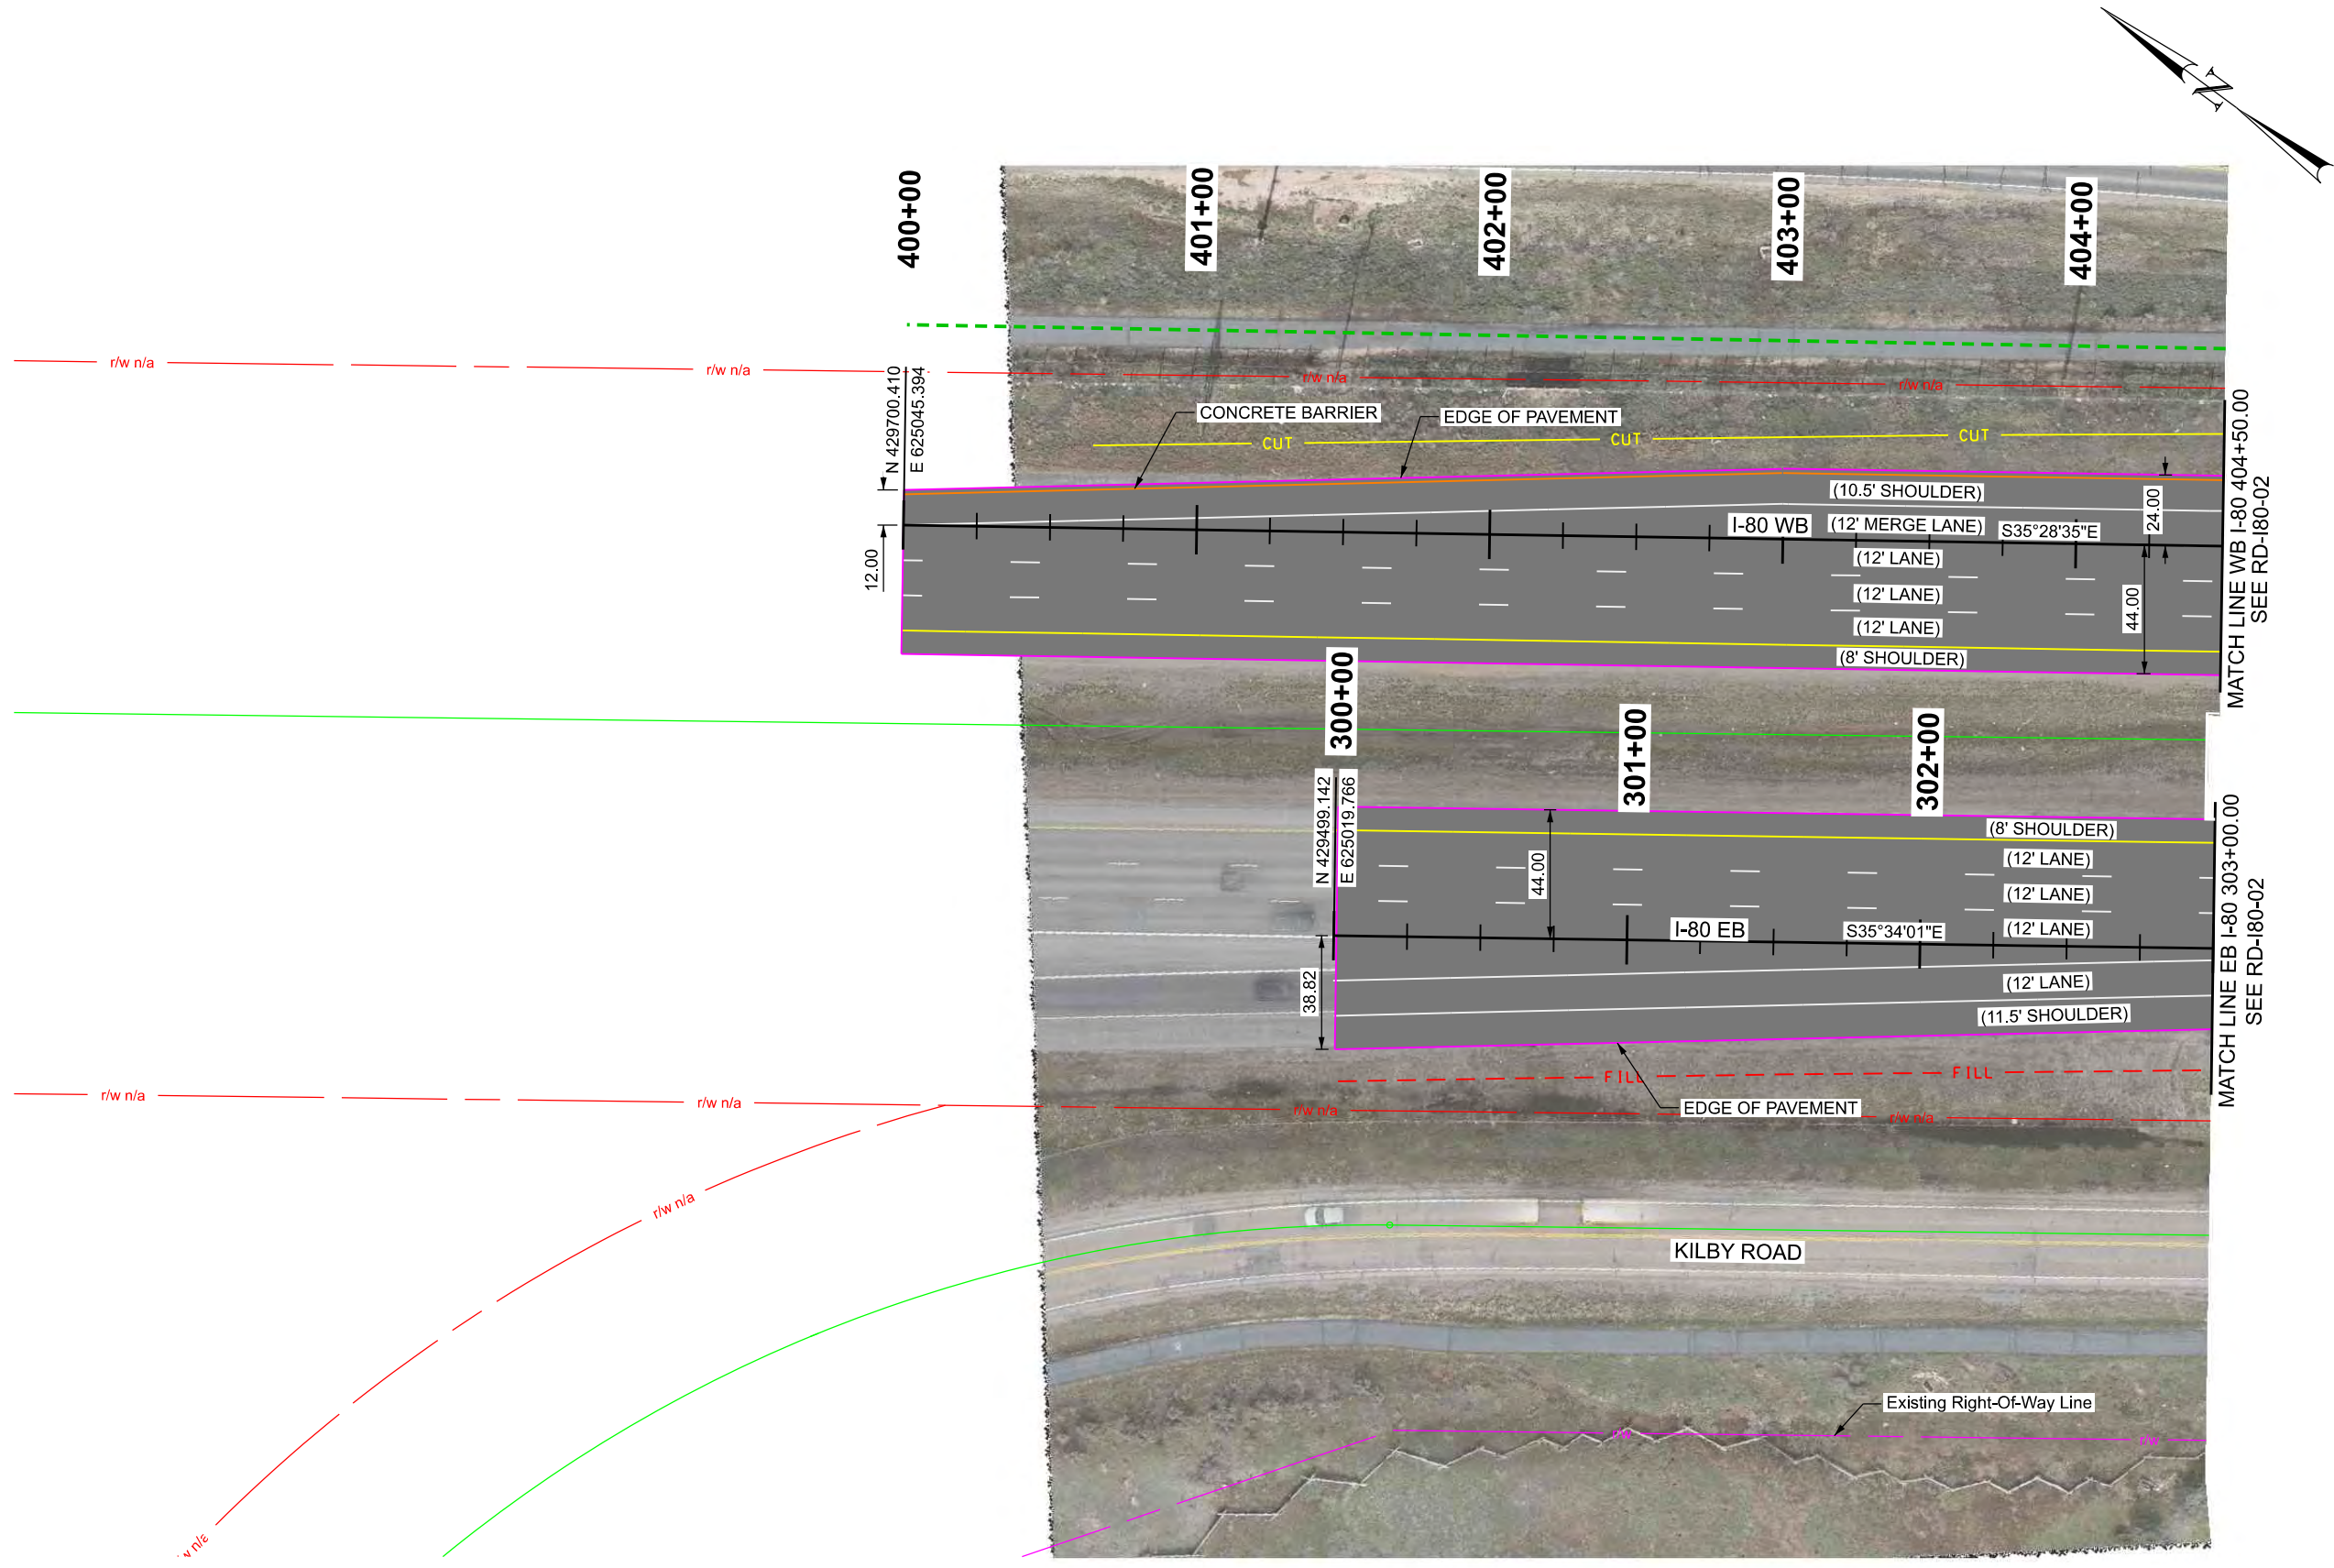 N
400+00
401+00
402+00
403+00
404+00
r/w n/a
r/w n/a
r/w n/a
r/w n/a
N 429700.410
E 625045.394
CONCRETE BARRIER
EDGE OF PAVEMENT
CUT
CUT
CUT
(10.5' SHOULDER)
I-80 WB
(12' MERGE LANE)
S35°28'35"E
24.00
12.00
(12' LANE)
(12' LANE)
(12' LANE)
44.00
(8' SHOULDER)
MATCH LINE WB I-80 404+50.00
SEE RD-I80-02
300+00
301+00
302+00
N 429499.142
E 625019.766
44.00
(8' SHOULDER)
(12' LANE)
(12' LANE)
(12' LANE)
I-80 EB
S35°34'01"E
38.82
(12' LANE)
(11.5' SHOULDER)
MATCH LINE EB I-80 303+00.00
SEE RD-I80-02
FILL
FILL
r/w n/a
r/w n/a
r/w n/a
r/w n/a
EDGE OF PAVEMENT
r/w n/a
KILBY ROAD
Existing Right-Of-Way Line
r/w
r/w
w n/a